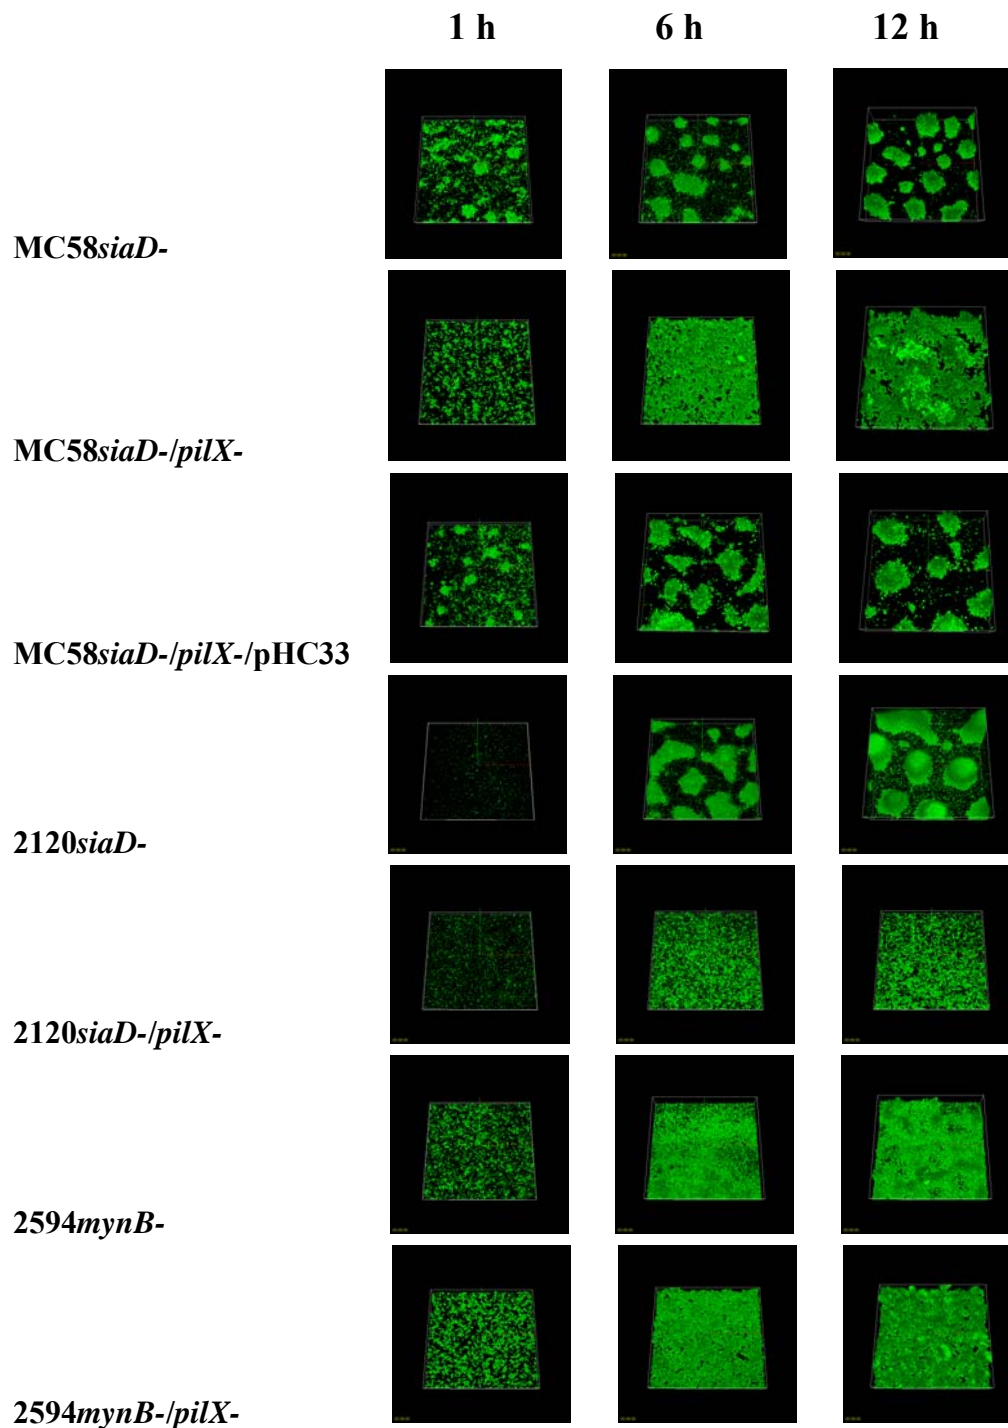 1 h 6 h 12 h
MC58siaD-
MC58siaD-/pilX-
MC58siaD-/pilX-/pHC33
2120siaD-
2120siaD-/pilX-
2594mynB-
2594mynB-/pilX-